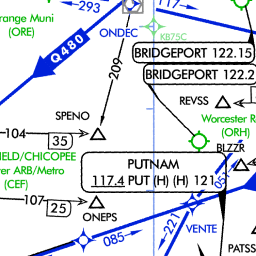 293
117
range Muni
(ORE)
ONDEC
KB75C
Q480
BRIDGEPORT 122.15
BRIDGEPORT 122.2
209
REVSS
SPENO
Worcester R
(ORH)
104
35
BLZZR
IELD/CHICOPEE
er ARB/Metro
(CEF)
PUTNAM
117.4 PUT (H) (H) 121
051
107
25
ONEPS
221
VENTE
085
PATSS